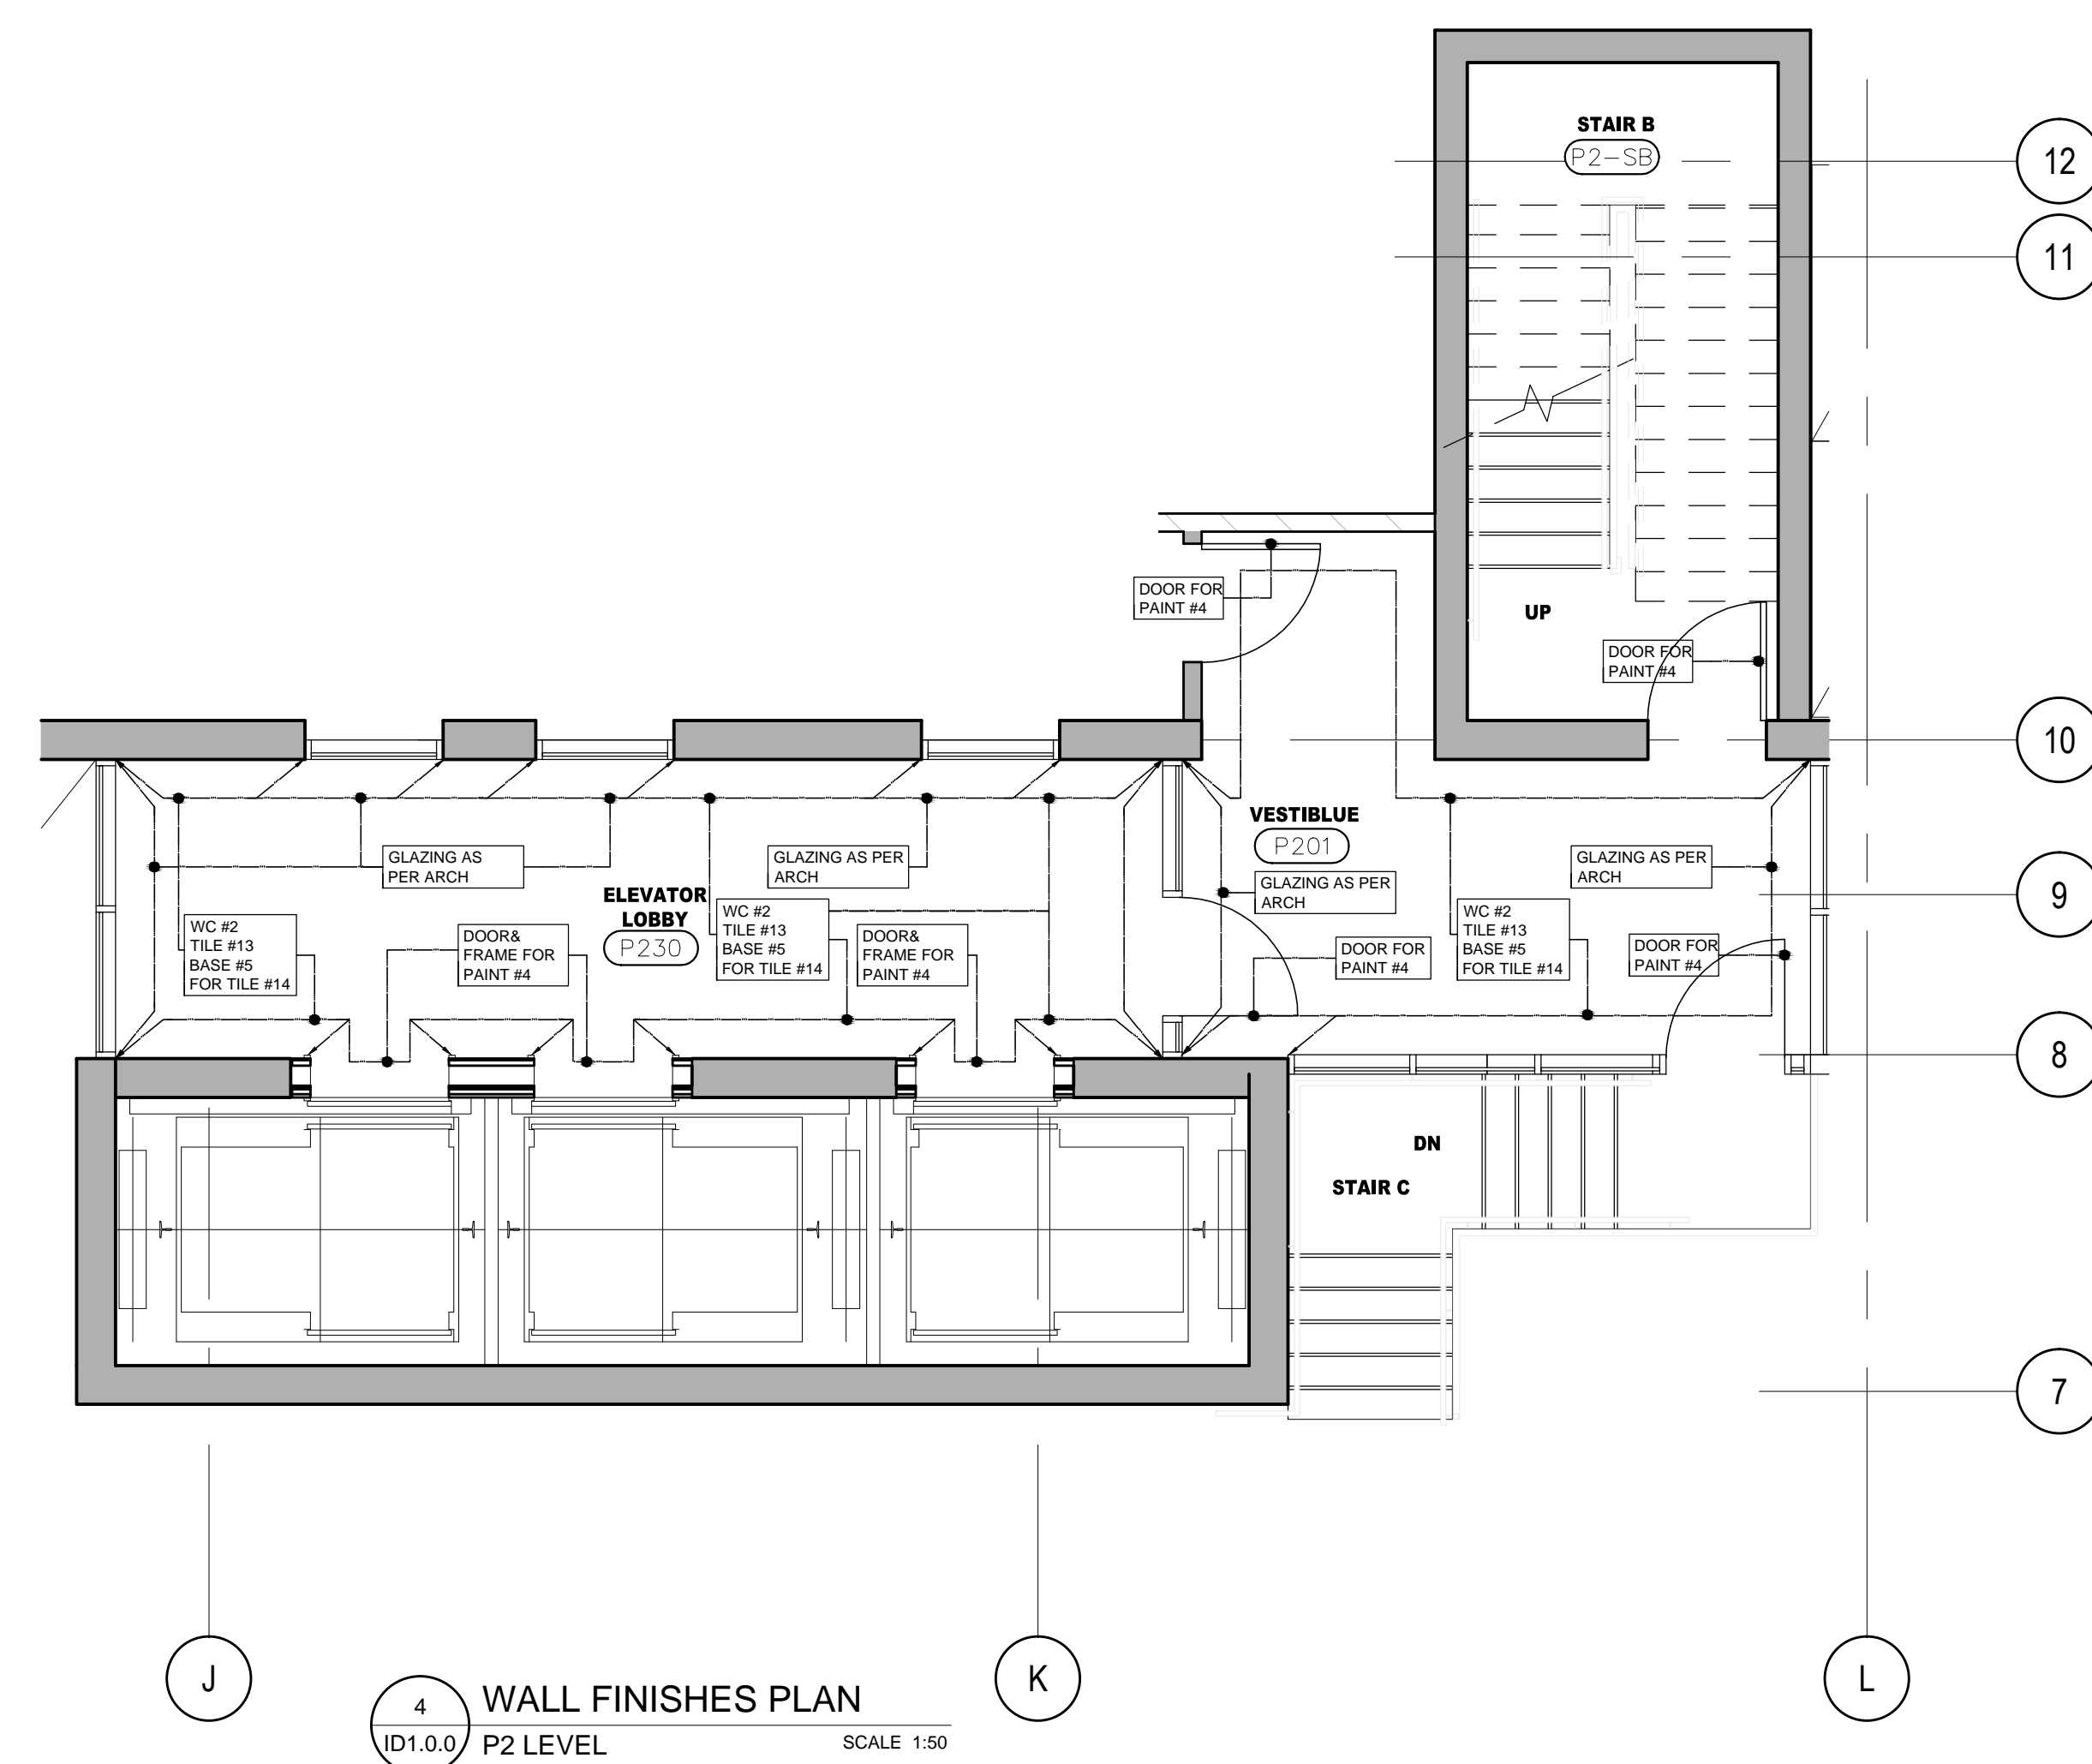 STAIR B
P2-SB
12
11
DOOR FOR
PAINT #4
UP
DOOR FOR
PAINT #4
10
VESTIBLUE
P201
GLAZING AS
PER ARCH
GLAZING AS PER
ARCH
GLAZING AS PER
ARCH
GLAZING AS PER
ARCH
9
ELEVATOR
LOBBY
P230
WC #2
TILE #13
BASE #5
FOR TILE #14
DOOR&
FRAME FOR
PAINT #4
WC #2
TILE #13
BASE #5
FOR TILE #14
DOOR&
FRAME FOR
PAINT #4
DOOR FOR
PAINT #4
WC #2
TILE #13
BASE #5
FOR TILE #14
DOOR FOR
PAINT #4
8
DN
STAIR C
7
J
K
L
4
ID1.0.0
WALL FINISHES PLAN
P2 LEVEL
SCALE 1:50